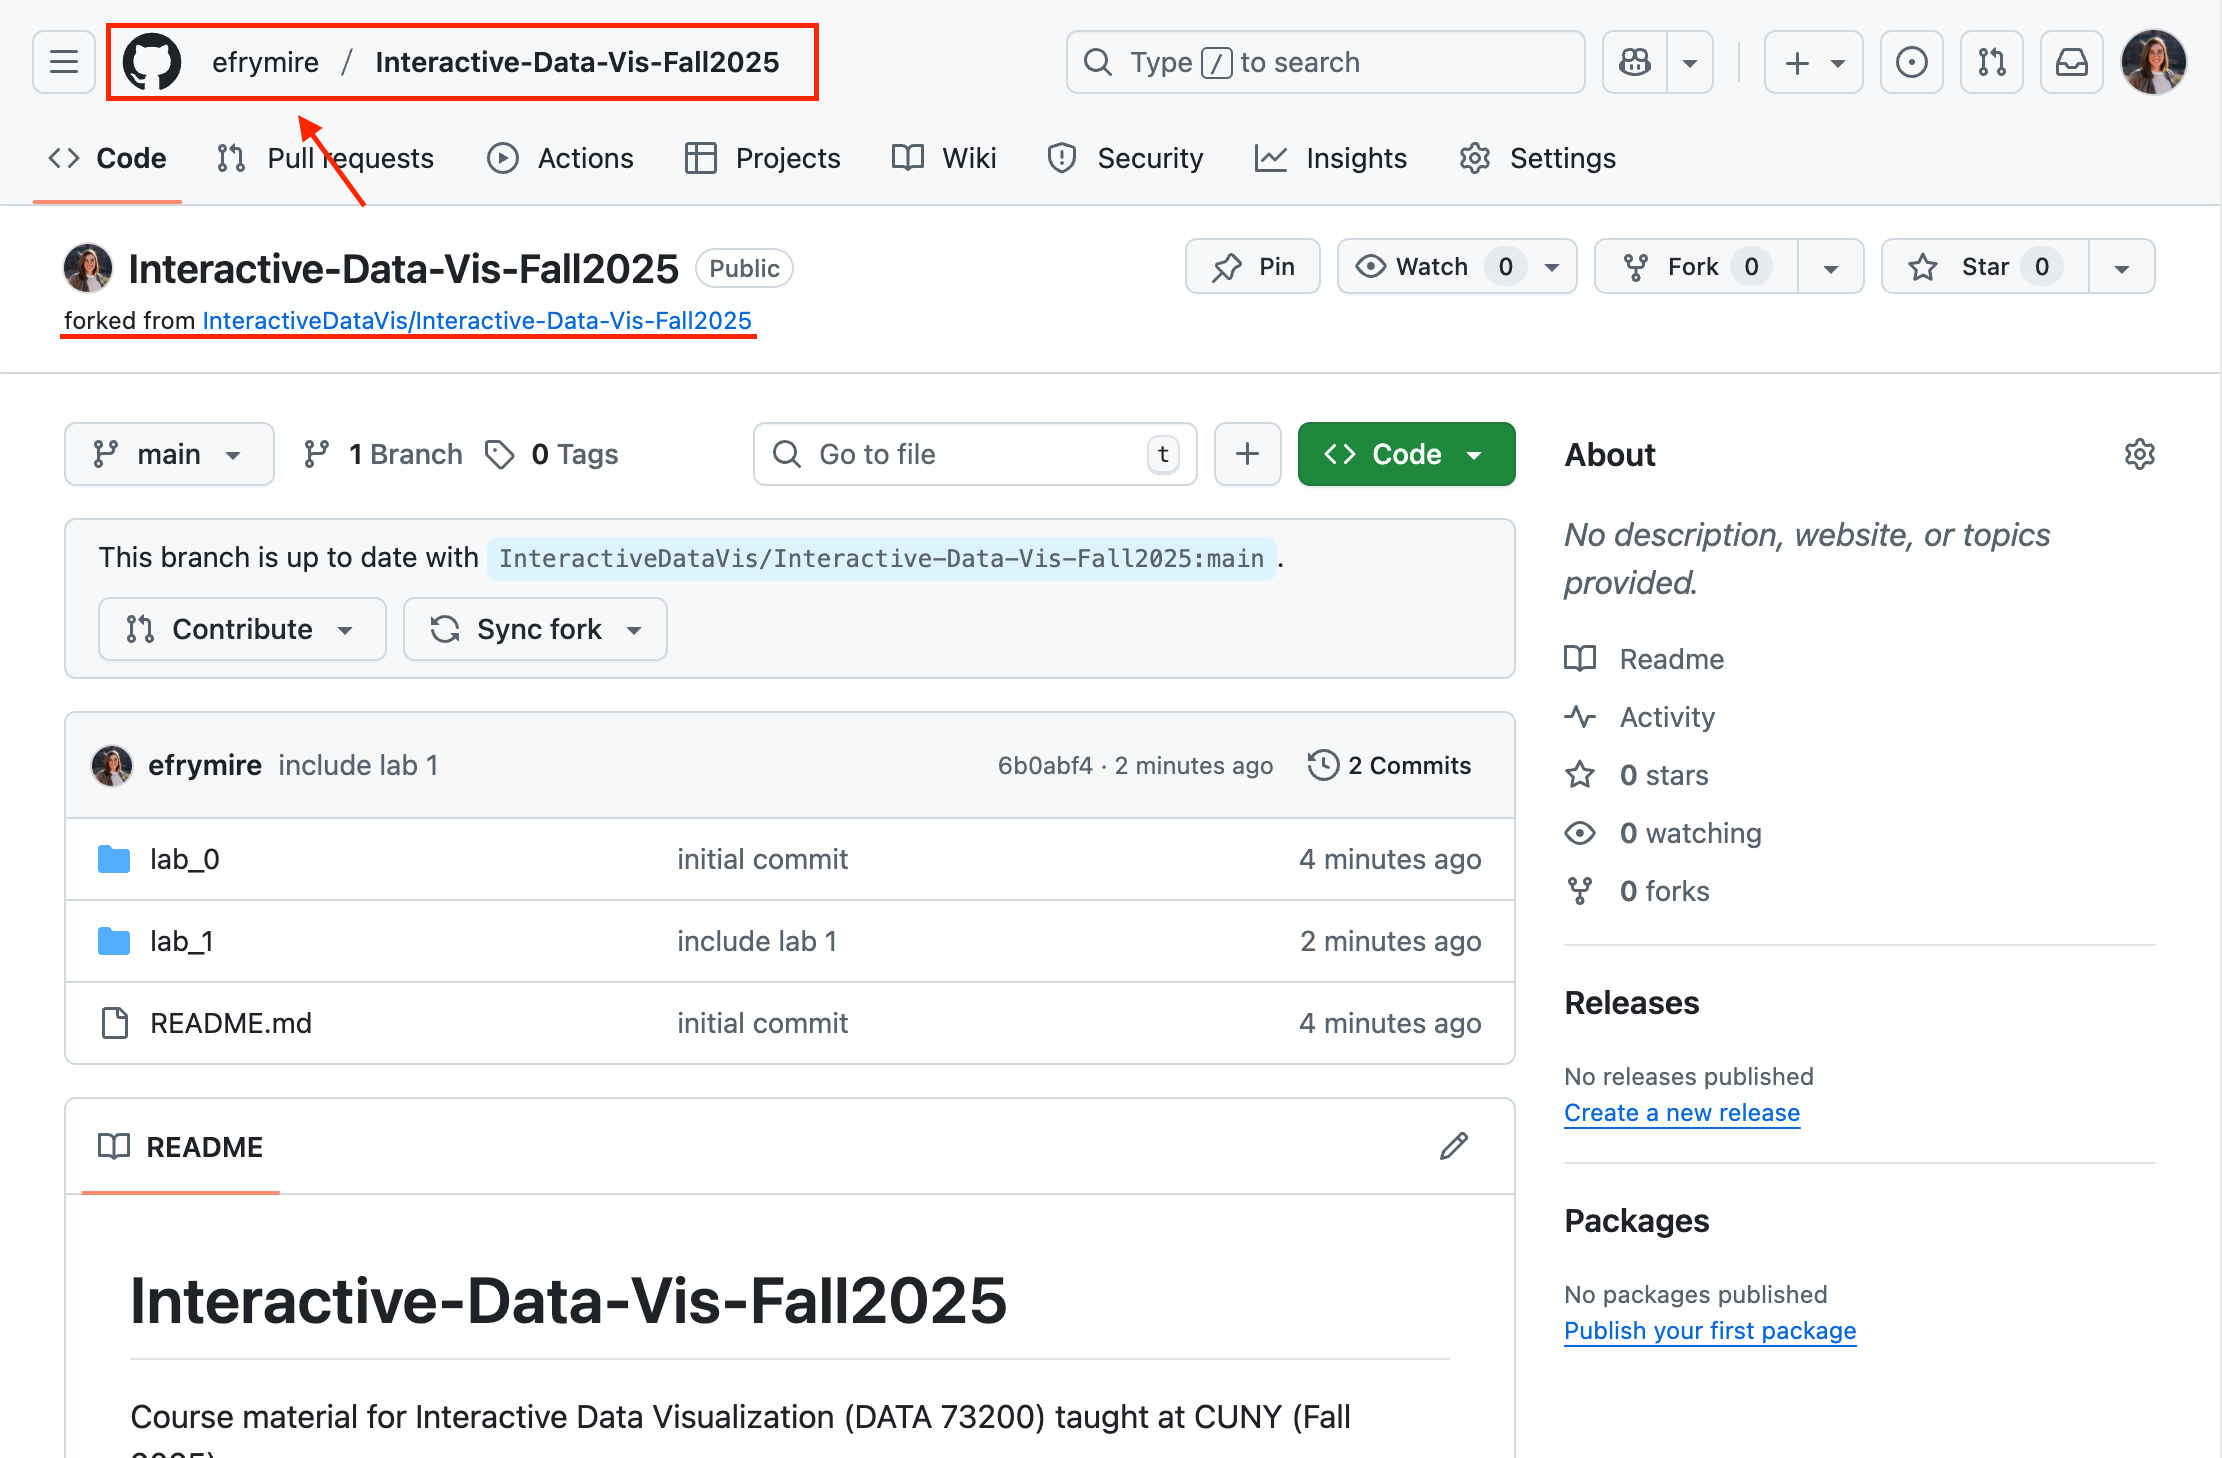 efrymire / Interactive-Data-Vis-Fall2025
Type / to search
Code Pull requests Actions Projects Wiki Security Insights Settings
Interactive-Data-Vis-Fall2025 Public
Pin Watch 0 Fork 0 Star 0
forked from InteractiveDataVis/Interactive-Data-Vis-Fall2025
main 1 Branch 0 Tags Go to file t Code
This branch is up to date with InteractiveDataVis/Interactive-Data-Vis-Fall2025:main .
Contribute Sync fork
efrymire include lab 1 6b0abf4 · 2 minutes ago 2 Commits
lab_0 initial commit 4 minutes ago
lab_1 include lab 1 2 minutes ago
README.md initial commit 4 minutes ago
README
Interactive-Data-Vis-Fall2025
Course material for Interactive Data Visualization (DATA 73200) taught at CUNY (Fall
2025)
About
No description, website, or topics
provided.
Readme
Activity
0 stars
0 watching
0 forks
Releases
No releases published
Create a new release
Packages
No packages published
Publish your first package